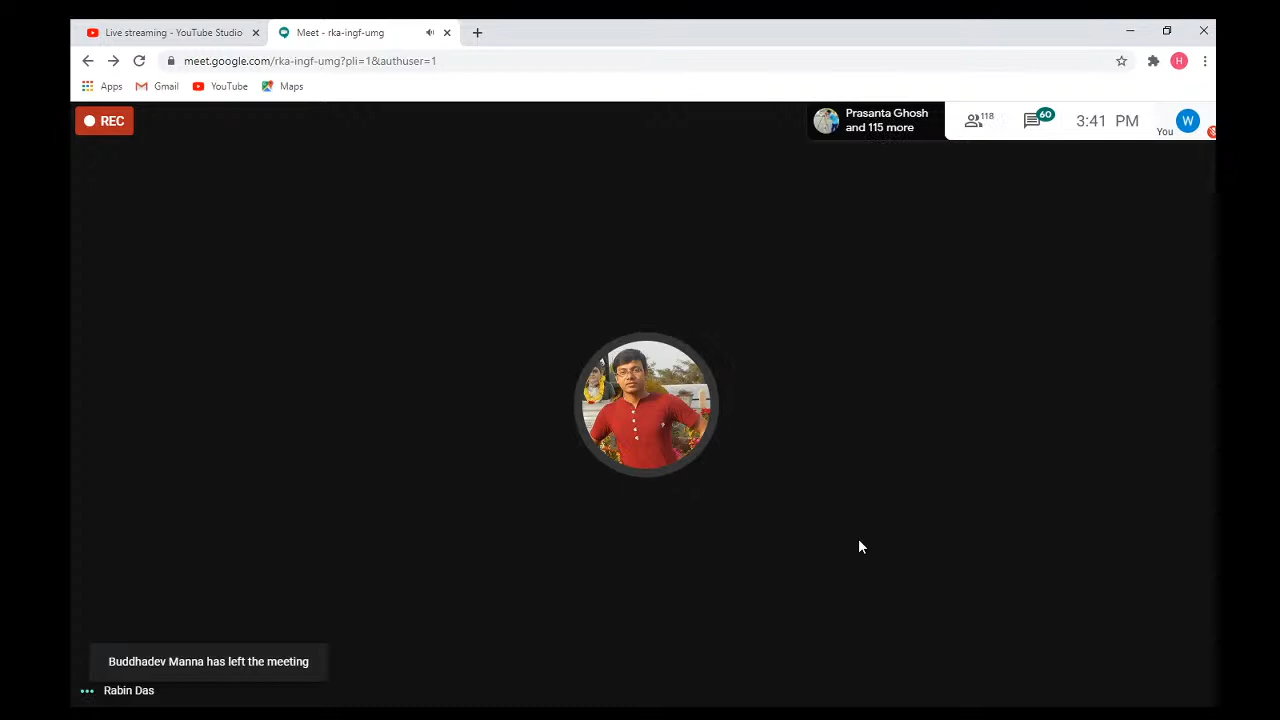 Live streaming - YouTube Studio
Meet - rka-ingf-umg
meet.google.com/rka-ingf-umg?pli=1&authuser=1
H
Apps
Gmail
YouTube
Maps
REC
Prasanta Ghosh
and 115 more
118
60
3:41 PM
You
W
Buddhadev Manna has left the meeting
Rabin Das